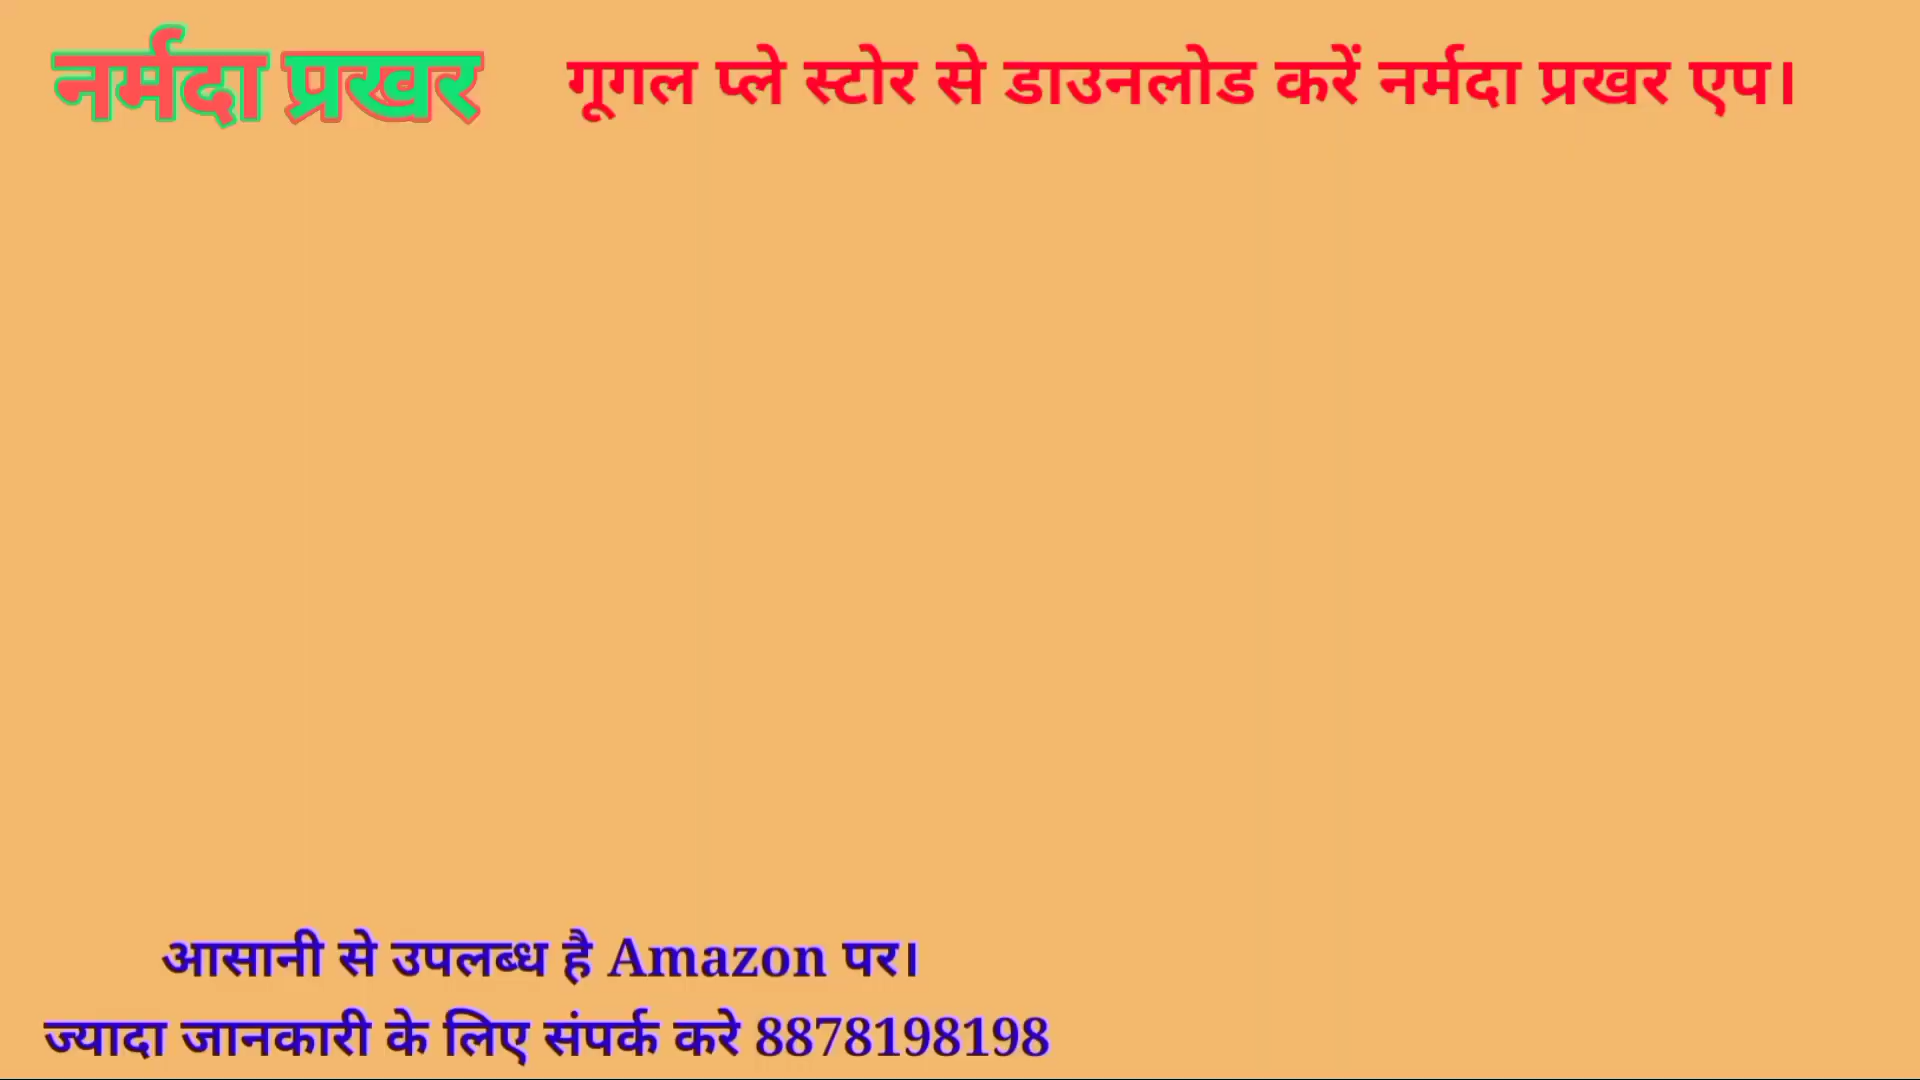 नर्मदा प्रखर
गूगल प्ले स्टोर से डाउनलोड करें नर्मदा प्रखर एप।
आसानी से उपलब्ध है Amazon पर।
ज्यादा जानकारी के लिए संपर्क करे 8878198198